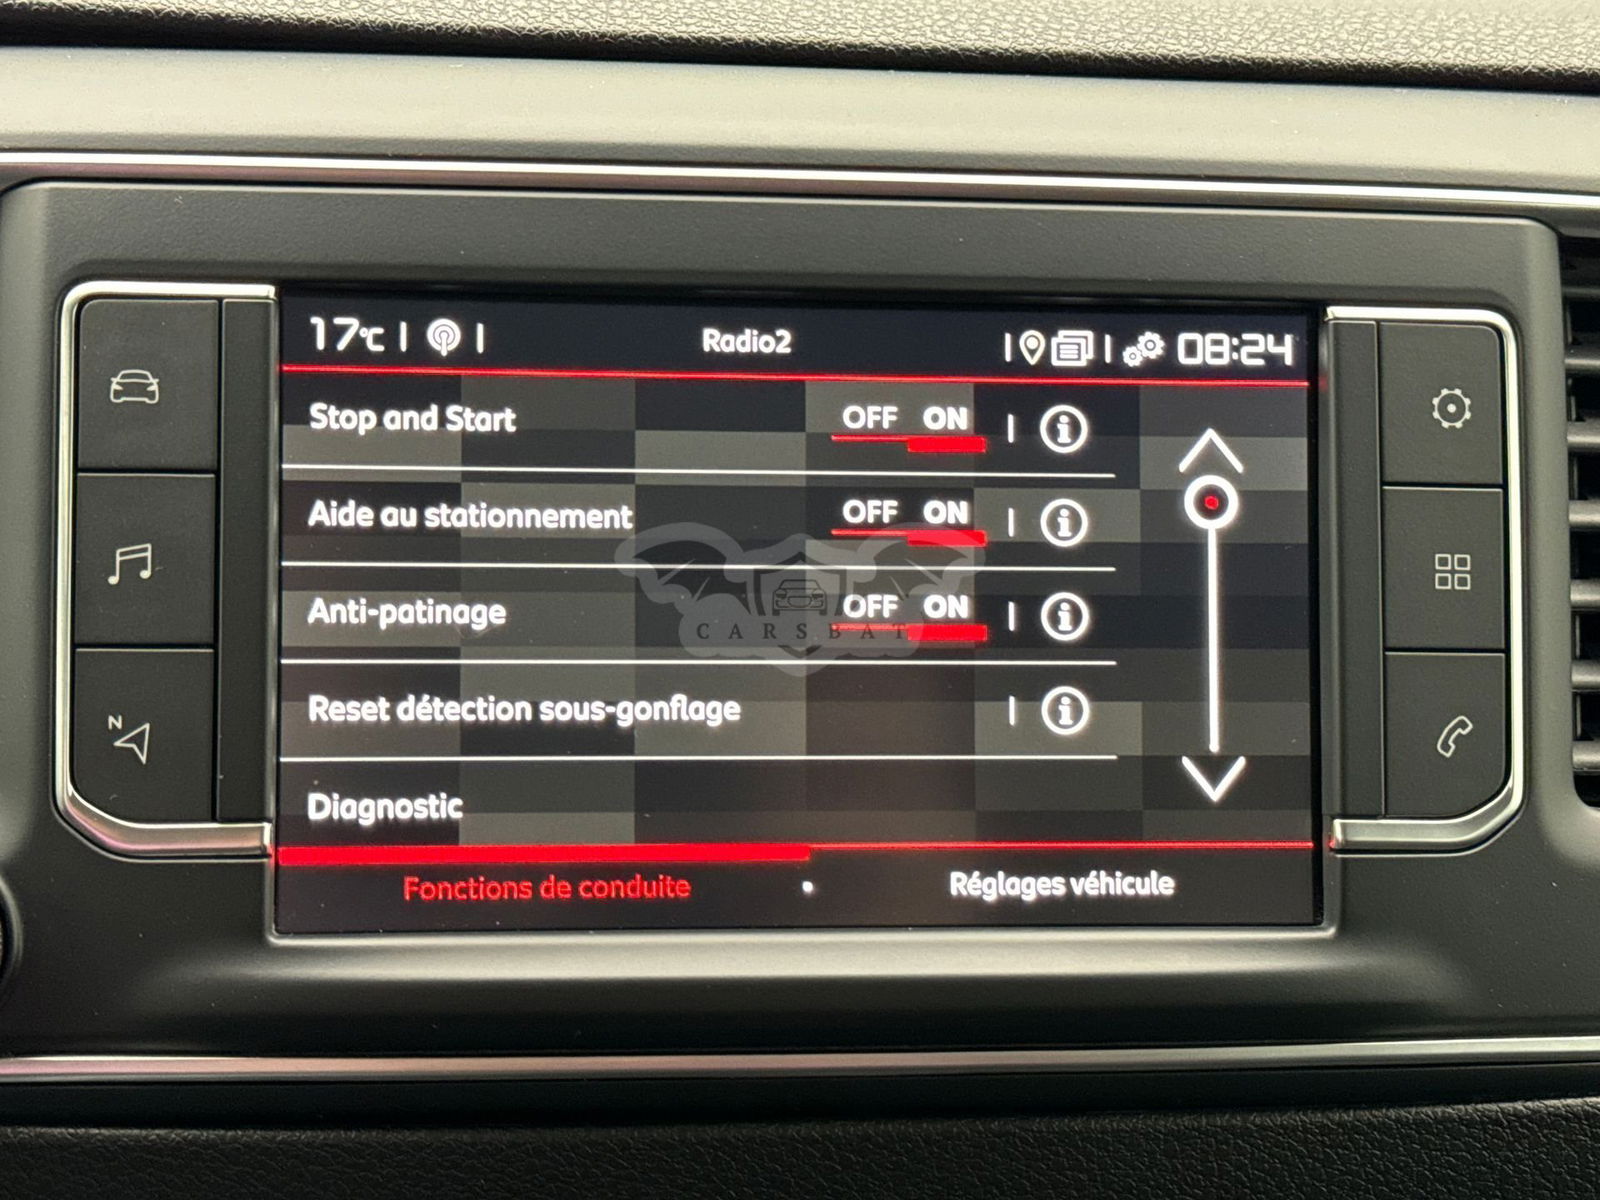 17°C
Radio2
08:24
Stop and Start OFF ON
Aide au stationnement OFF ON
Anti-patinage OFF ON
CARSBAT
Reset détection sous-gonflage
Diagnostic
Fonctions de conduite
Réglages véhicule
N